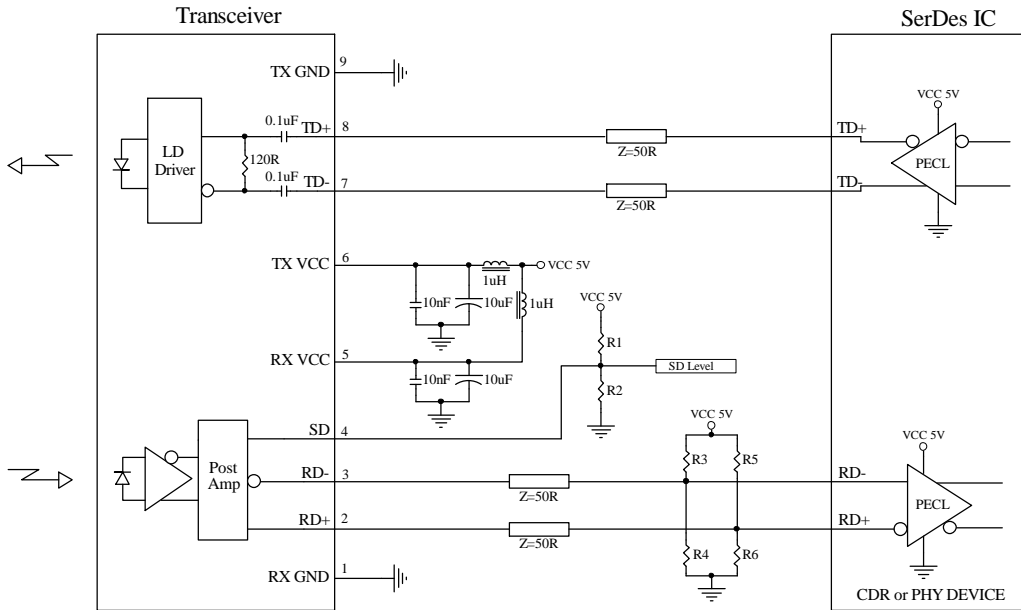 Transceiver
SerDes IC
9
TX GND
VCC 5V
0.1uF
TD+
8
TD+
LD
Driver
120R
Z=50R
PECL
0.1uF
TD-
7
TD-
Z=50R
TX VCC
6
VCC 5V
1uH
10nF
10uF
1uH
VCC 5V
R1
RX VCC
5
SD Level
10nF
10uF
R2
SD
4
VCC 5V
VCC 5V
Post
Amp
RD-
3
R3
R5
RD-
Z=50R
PECL
RD+
2
RD+
Z=50R
R4
R6
RX GND
1
CDR or PHY DEVICE